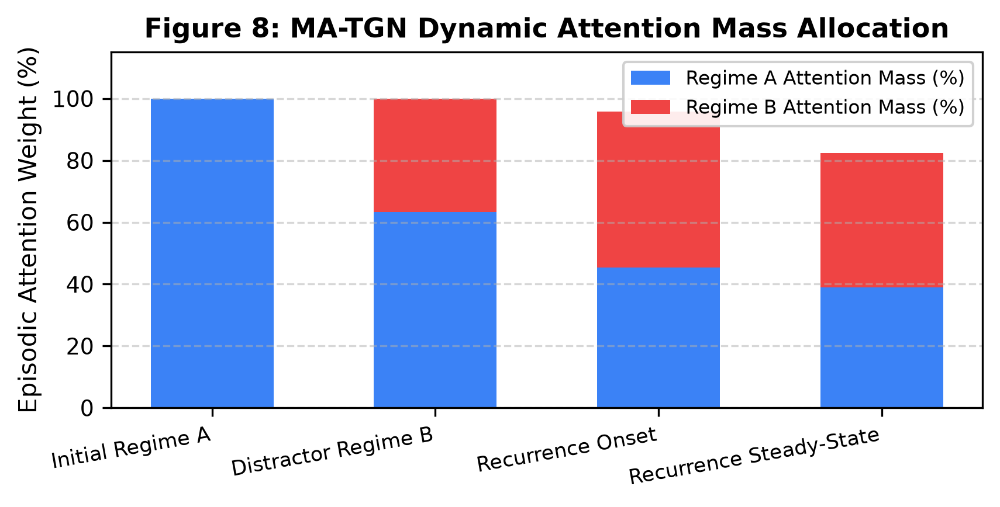 Figure 8: MA-TGN Dynamic Attention Mass Allocation
Episodic Attention Weight (%)
100
80
60
40
20
0
Regime A Attention Mass (%)
Regime B Attention Mass (%)
Initial Regime A
Distractor Regime B
Recurrence Onset
Recurrence Steady-State